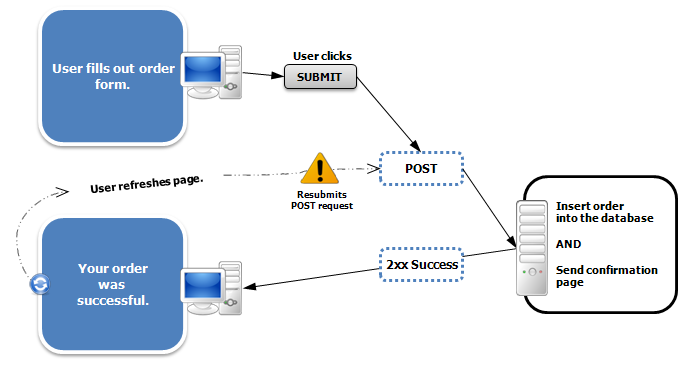 User fills out order
form.
User clicks
SUBMIT
POST
User refreshes page.
Resubmits
POST request
Insert order
into the database
AND
Send confirmation
page
2xx Success
Your order
was
successful.